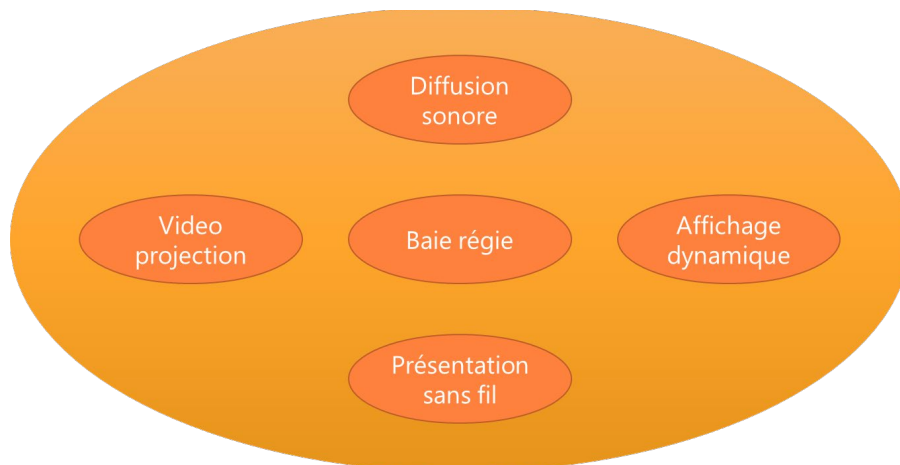 Diffusion
sonore
Video
projection
Baie régie
Affichage
dynamique
Présentation
sans fil